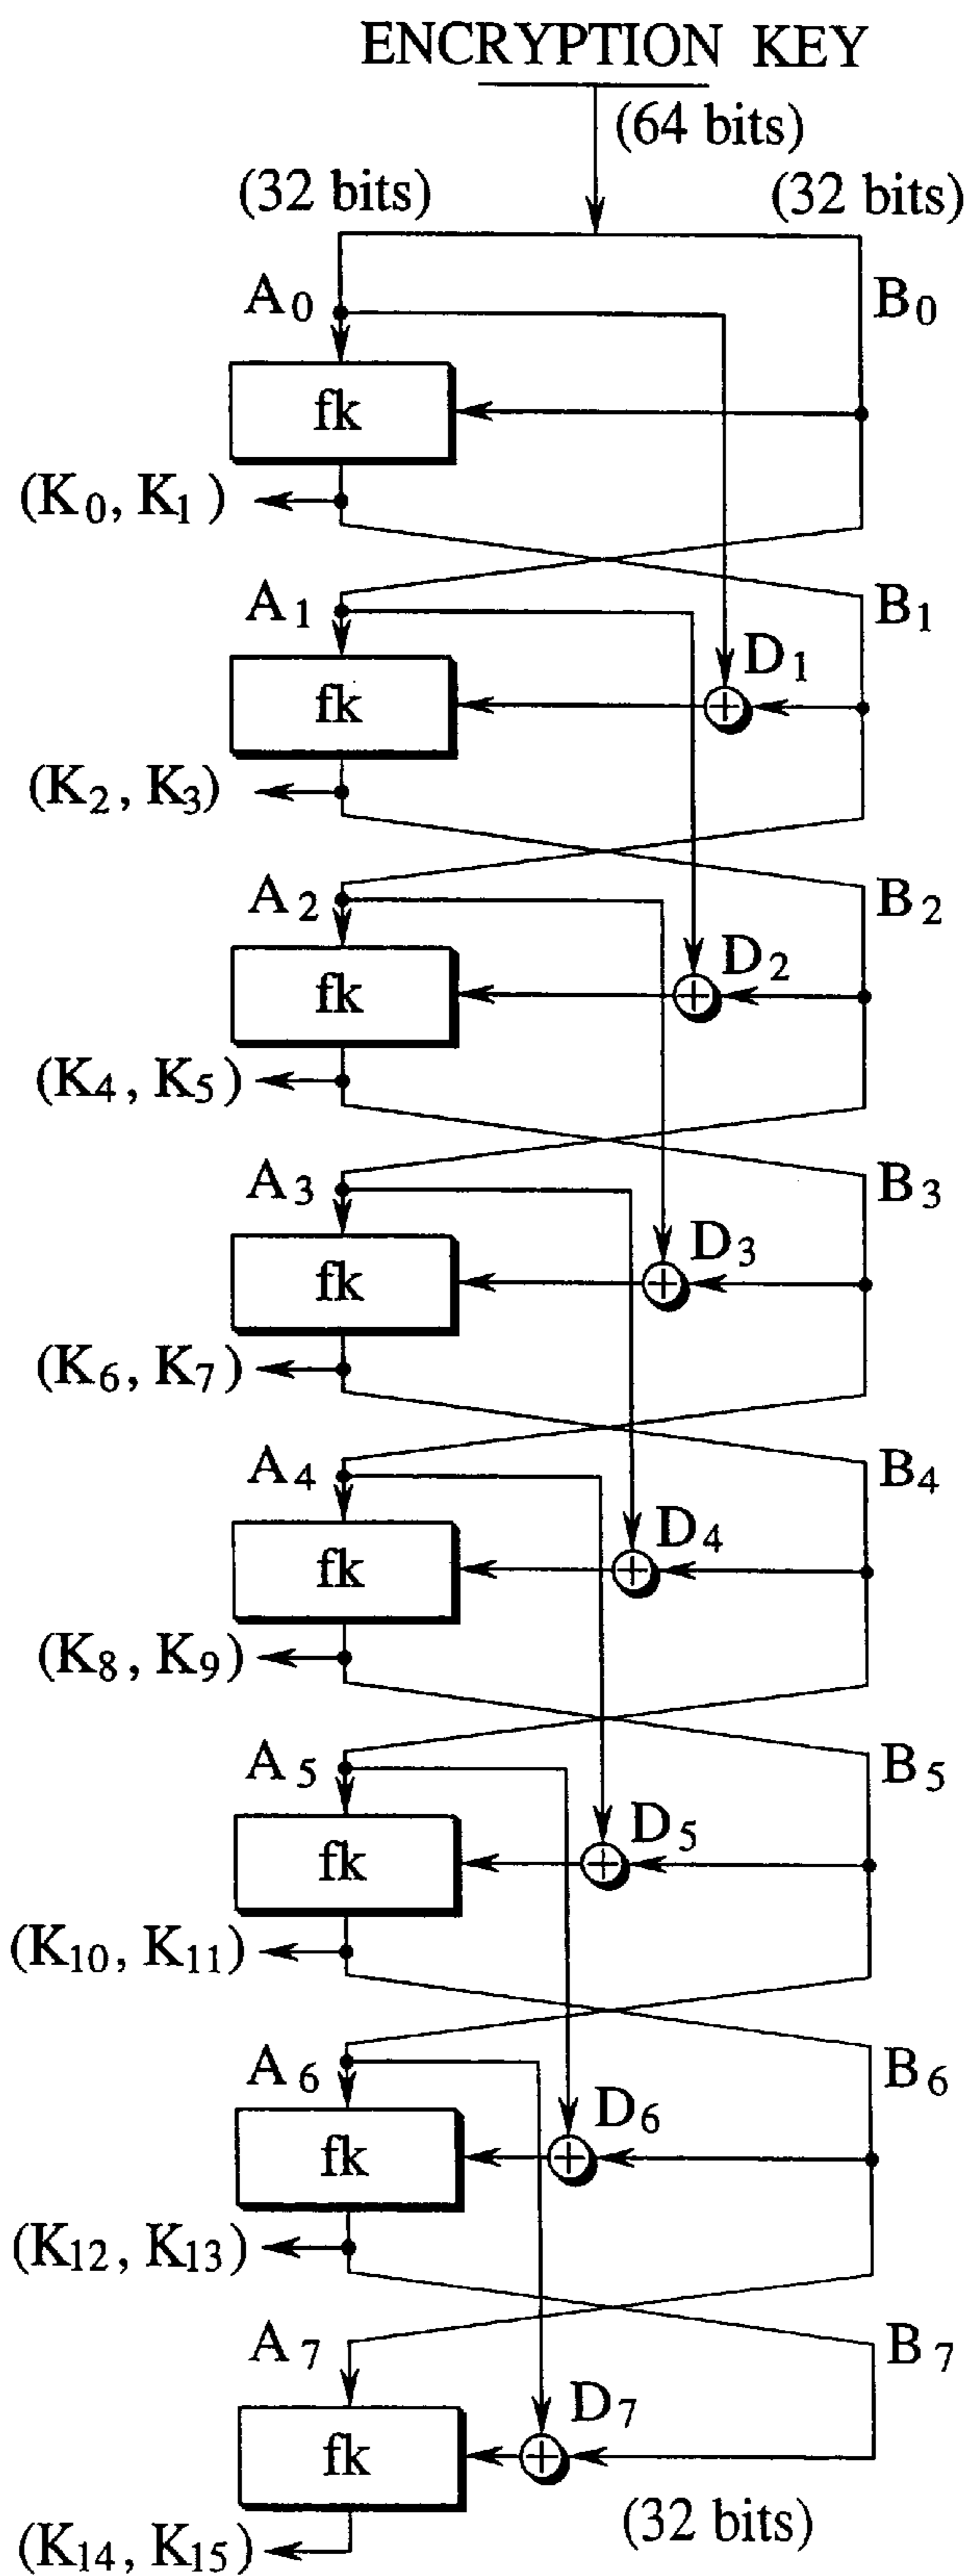 ENCRYPTION KEY
(64 bits)
(32 bits) (32 bits)
A0 B0
fk
(K0, K1)
A1 B1
D1
fk
(K2, K3)
A2 B2
D2
fk
(K4, K5)
A3 B3
D3
fk
(K6, K7)
A4 B4
D4
fk
(K8, K9)
A5 B5
D5
fk
(K10, K11)
A6 B6
D6
fk
(K12, K13)
A7 B7
D7
fk
(32 bits)
(K14, K15)